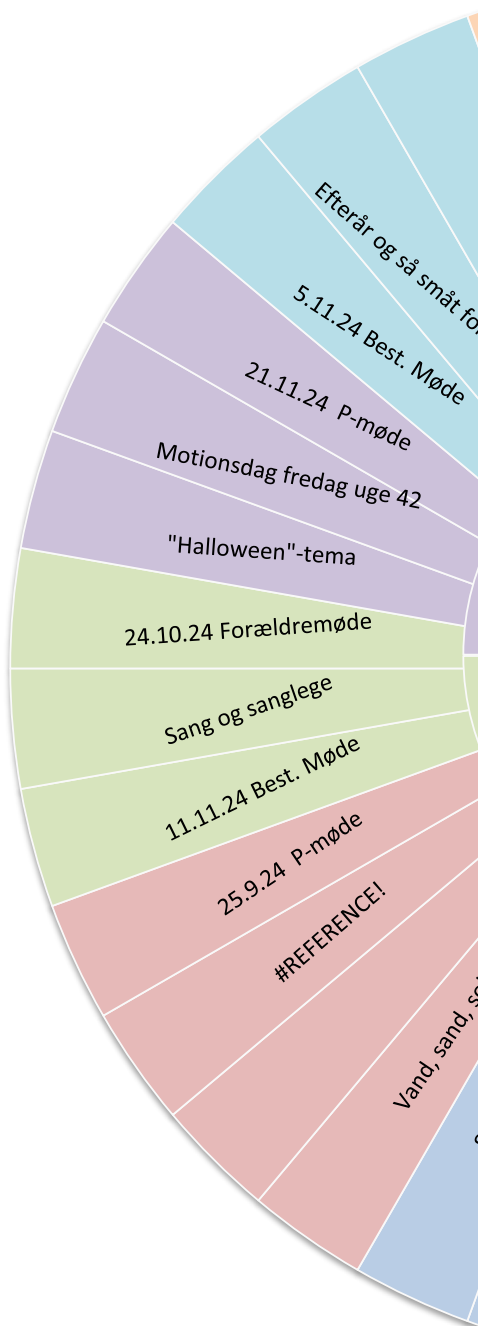 Efterår og så småt
5.11.24 Best. Møde
21.11.24  P-møde
Motionsdag fredag uge 42
"Halloween"-tema
24.10.24 Forældremøde
Sang og sanglege
11.11.24 Best. Møde
25.9.24  P-møde
#REFERENCE!
Vand, sand,